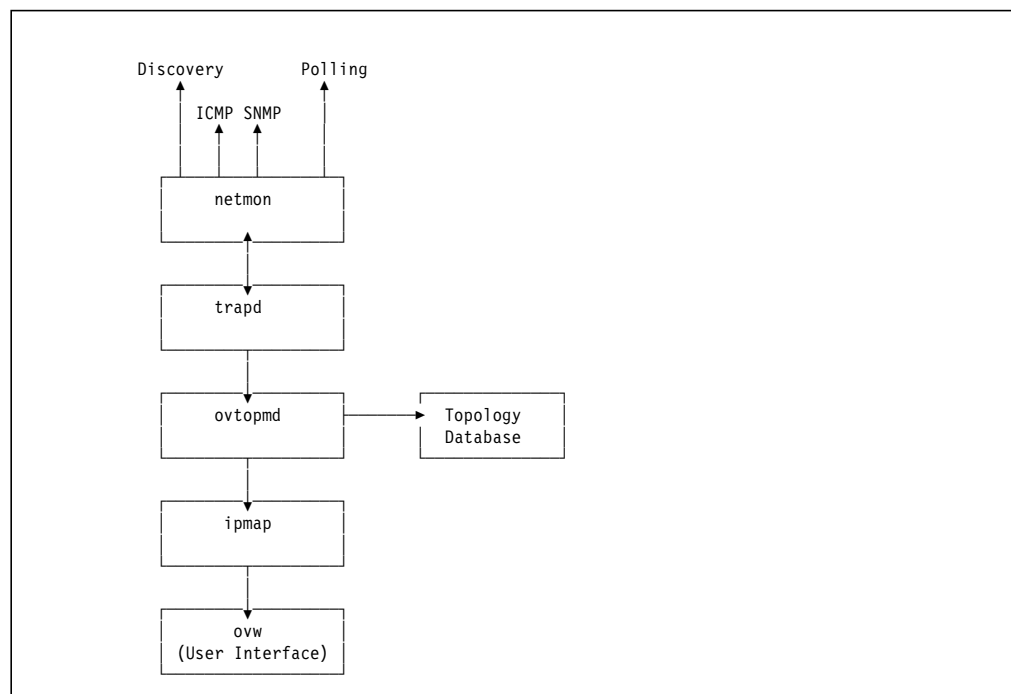 Discovery Polling
ICMP SNMP
netmon
trapd
ovtopmd
Topology
Database
ipmap
ovw
(User Interface)